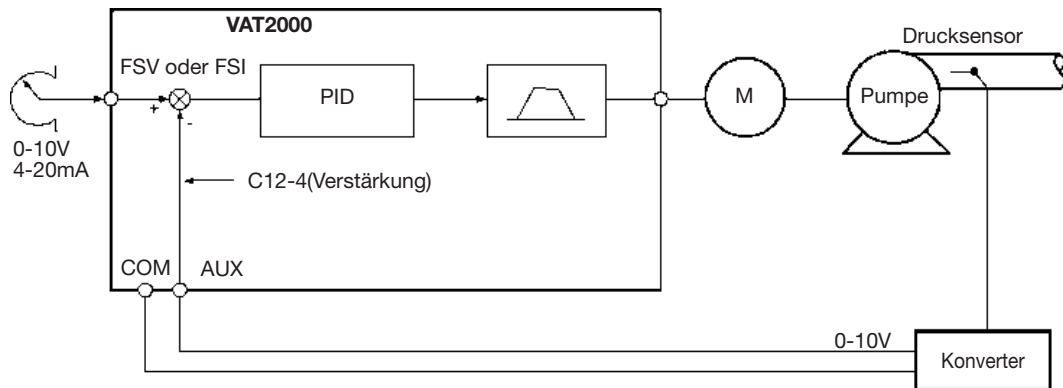 VAT2000
Drucksensor
FSV oder FSI
PID
M
Pumpe
+
-
0-10V
4-20mA
C12-4(Verstärkung)
COM
AUX
0-10V
Konverter